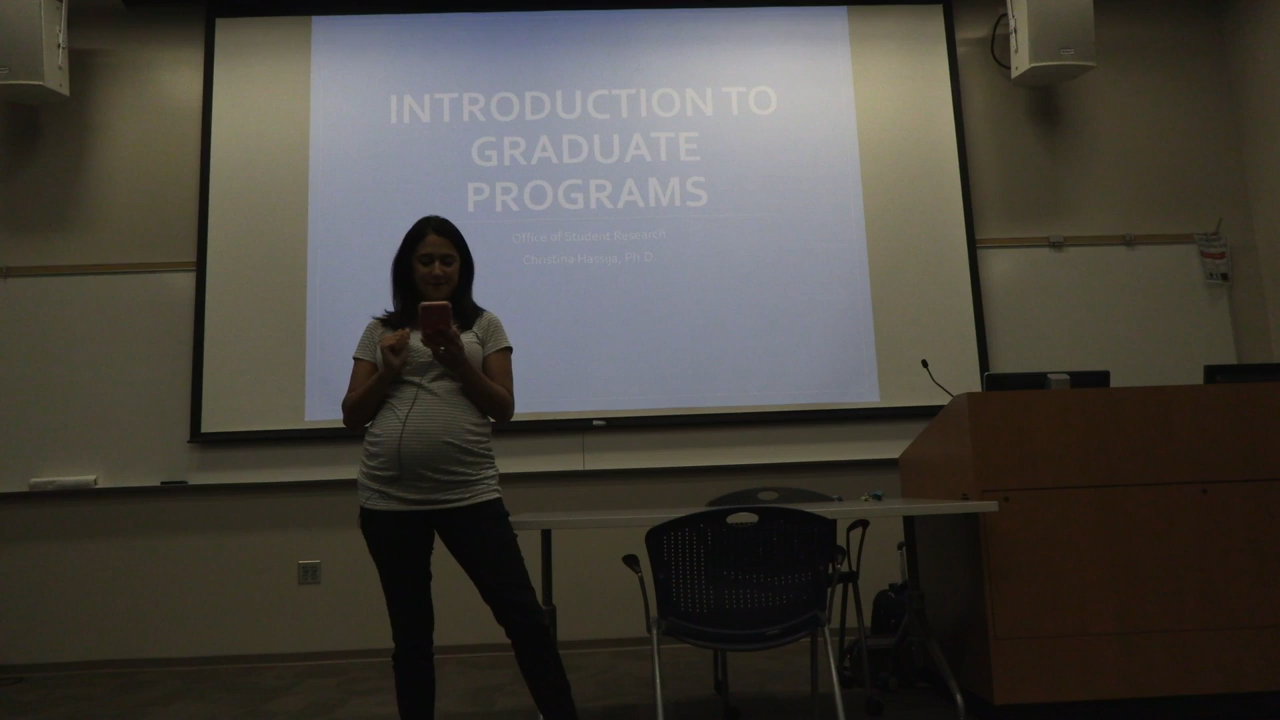 INTRODUCTION TO
GRADUATE
PROGRAMS
Office of Student Research
Christina Hassija, Ph.D